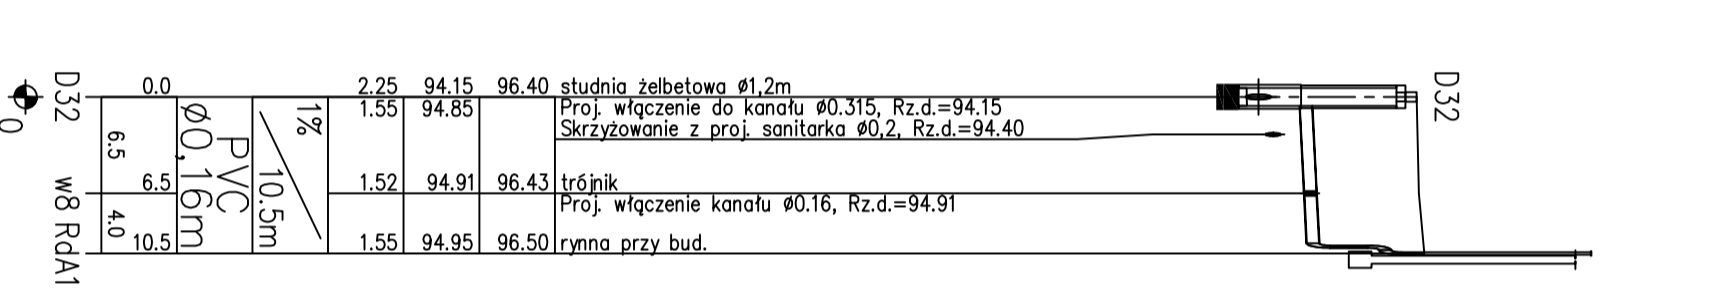 D32
0.0
2.25 94.15 96.40 studnia żelbetowa ø1,2m
1.55 94.85 Proj. włączenie do kanału ø0.315, Rz.d.=94.15
Skrzyżowanie z proj. sanitarka ø0,2, Rz.d.=94.40
D32
0
6.5
Ø0,16m
PVC
1%
10.5m
w8
6.5
1.52 94.91 96.43 trójnik
Proj. włączenie kanału ø0.16, Rz.d.=94.91
4.0
RdA1
10.5
1.55 94.95 96.50 rynna przy bud.